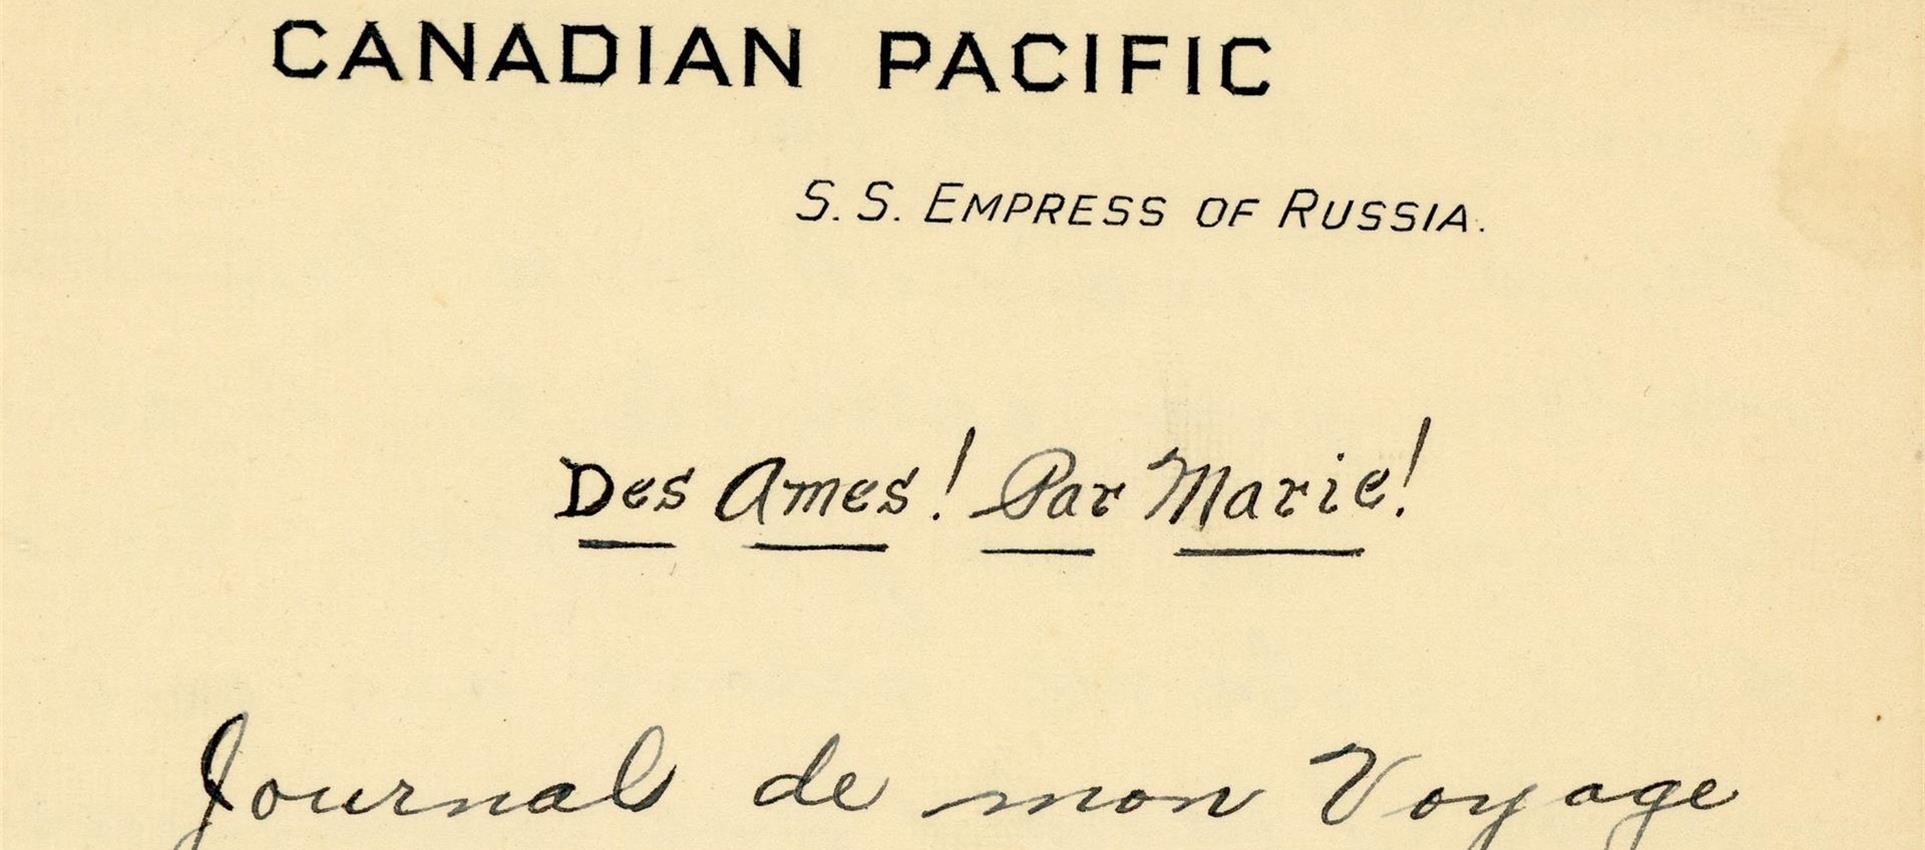 CANADIAN PACIFIC
S. S. EMPRESS OF RUSSIA.
Des Ames! Par Marie!
Journal de mon Voyage